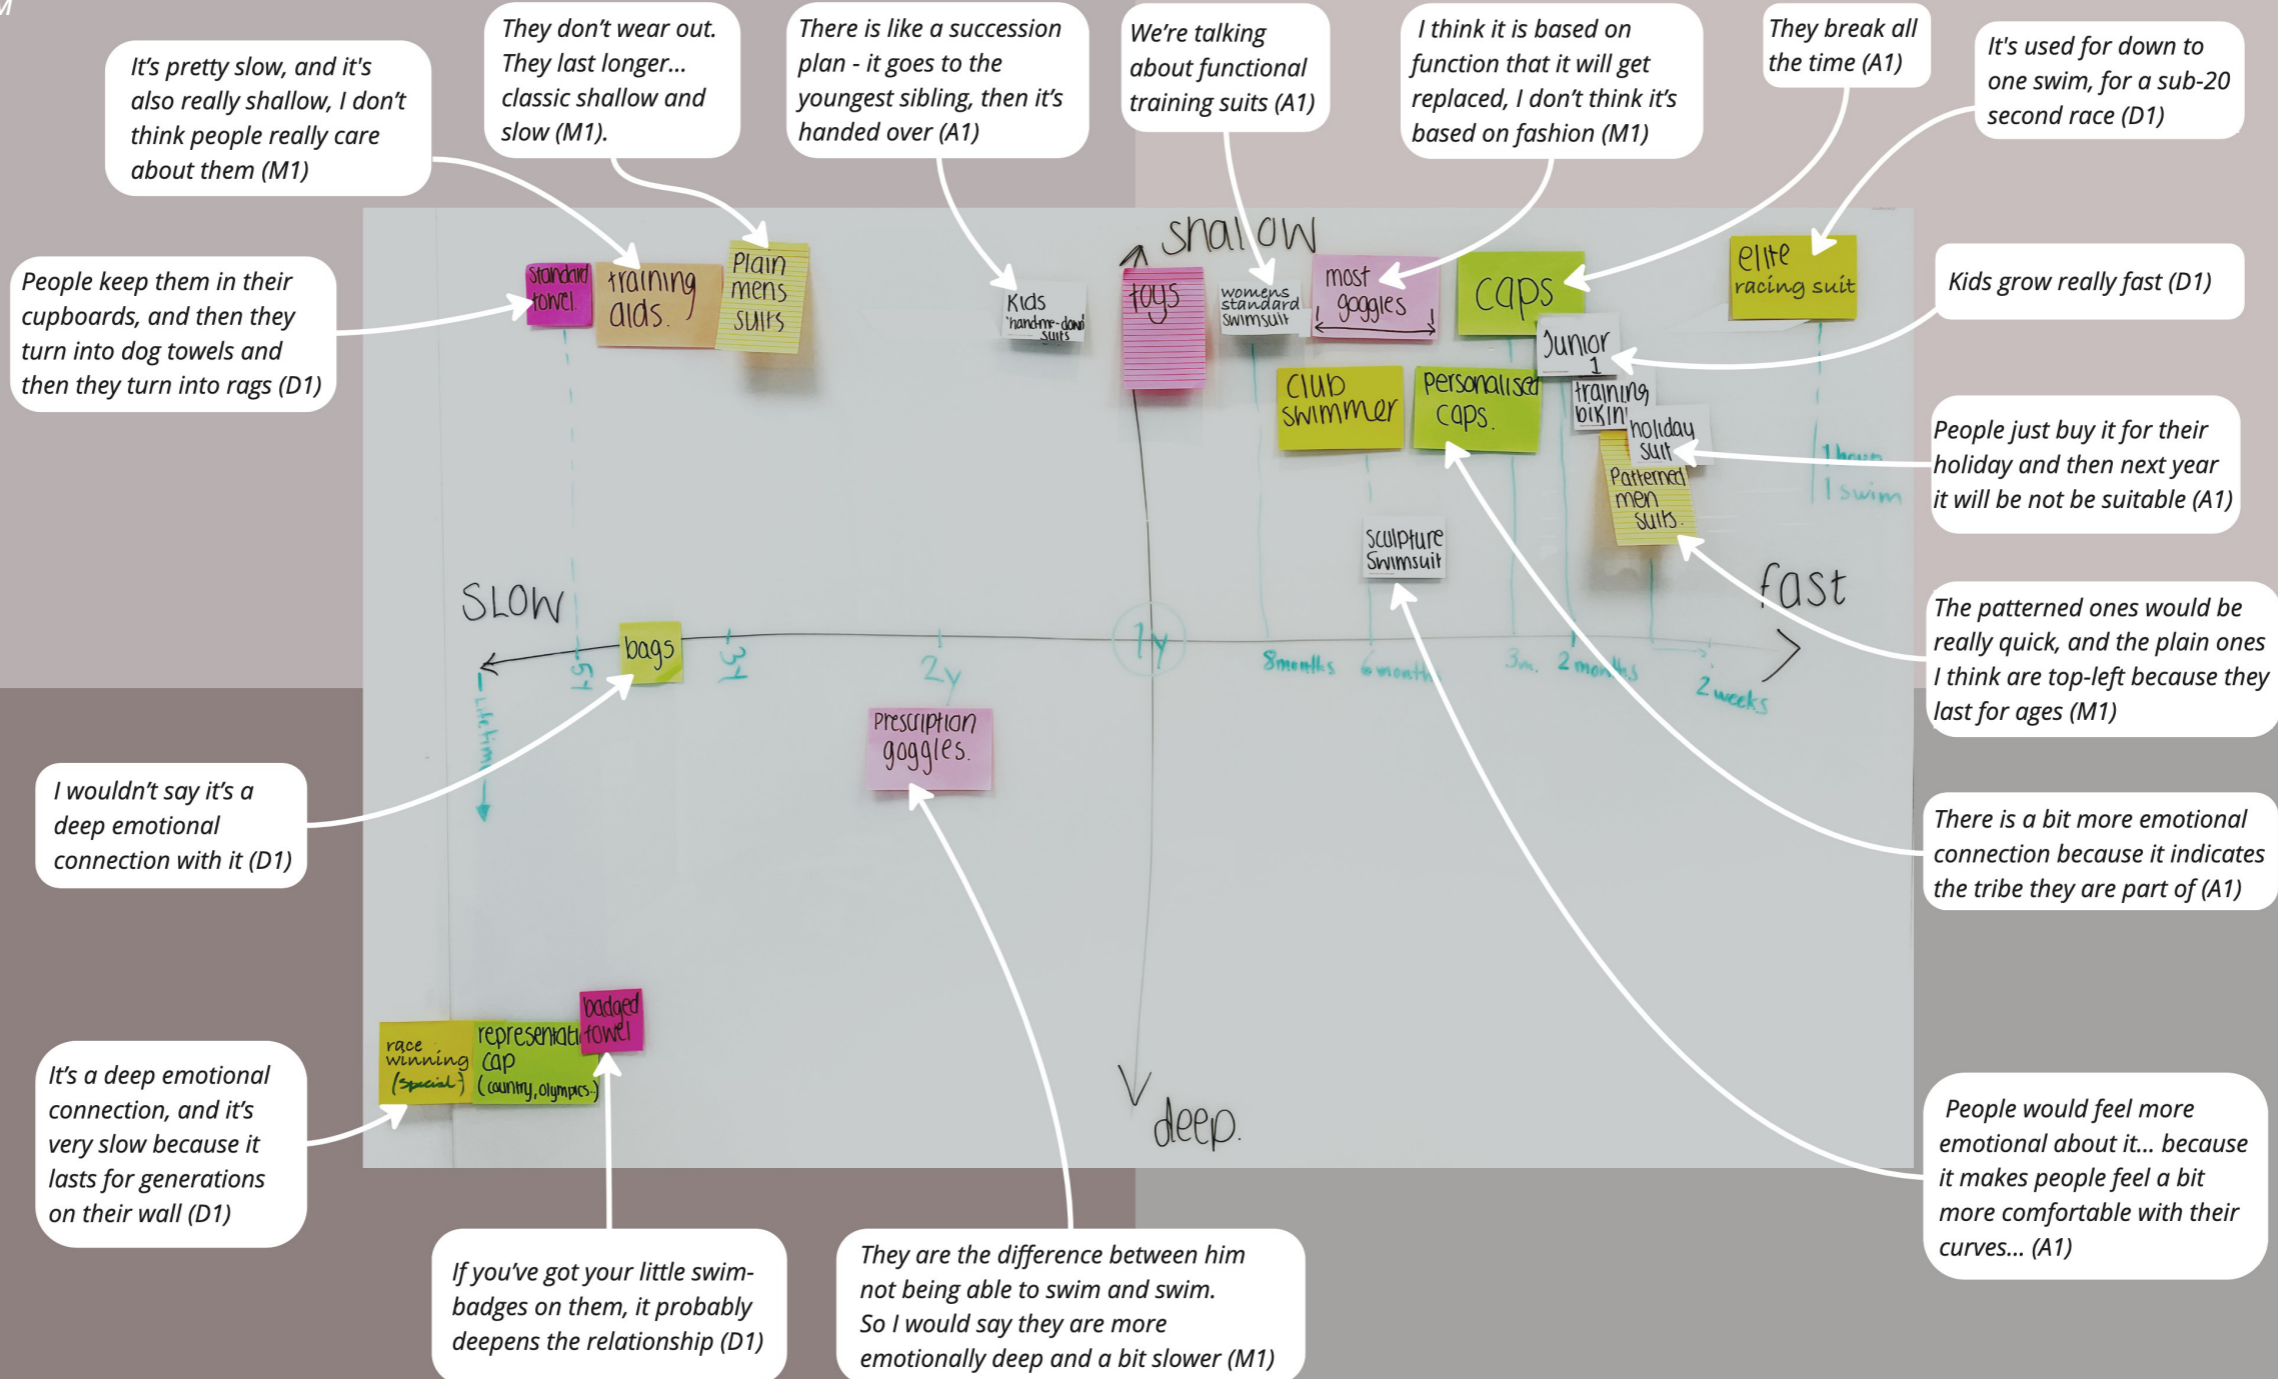 M
It’s pretty slow, and it's
also really shallow, I don’t
think people really care
about them (M1)
They don’t wear out.
They last longer...
classic shallow and
slow (M1).
There is like a succession
plan - it goes to the
youngest sibling, then it’s
handed over (A1)
We’re talking
about functional
training suits (A1)
I think it is based on
function that it will get
replaced, I don’t think it’s
based on fashion (M1)
They break all
the time (A1)
It's used for down to
one swim, for a sub-20
second race (D1)
People keep them in their
cupboards, and then they
turn into dog towels and
then they turn into rags (D1)
Kids grow really fast (D1)
People just buy it for their
holiday and then next year
it will be not be suitable (A1)
The patterned ones would be
really quick, and the plain ones
I think are top-left because they
last for ages (M1)
There is a bit more emotional
connection because it indicates
the tribe they are part of (A1)
People would feel more
emotional about it... because
it makes people feel a bit
more comfortable with their
curves... (A1)
I wouldn’t say it’s a
deep emotional
connection with it (D1)
It’s a deep emotional
connection, and it’s
very slow because it
lasts for generations
on their wall (D1)
If you’ve got your little swim-
badges on them, it probably
deepens the relationship (D1)
They are the difference between him
not being able to swim and swim.
So I would say they are more
emotionally deep and a bit slower (M1)
shallow
standard
towel.
training
aids.
Plain
mens
suits
Kids
'hand-me-down'
suits
toys
womens
standard
swimsuit
most
goggles
caps
elite
racing suit
Junior
1
club
swimmer
personalised
caps.
training
bikini
holiday
suit
Patterned
men
suits.
1 hour
1 swim
sculpture
Swimsuit
SLOW
fast
bags
5y
3y
2y
1y
8months
6 months
3m.
2 months
2 weeks
Lifetime
Prescription
goggles.
badged
towel
race
winning
(special)
representati
cap
(country, olympics..)
deep.